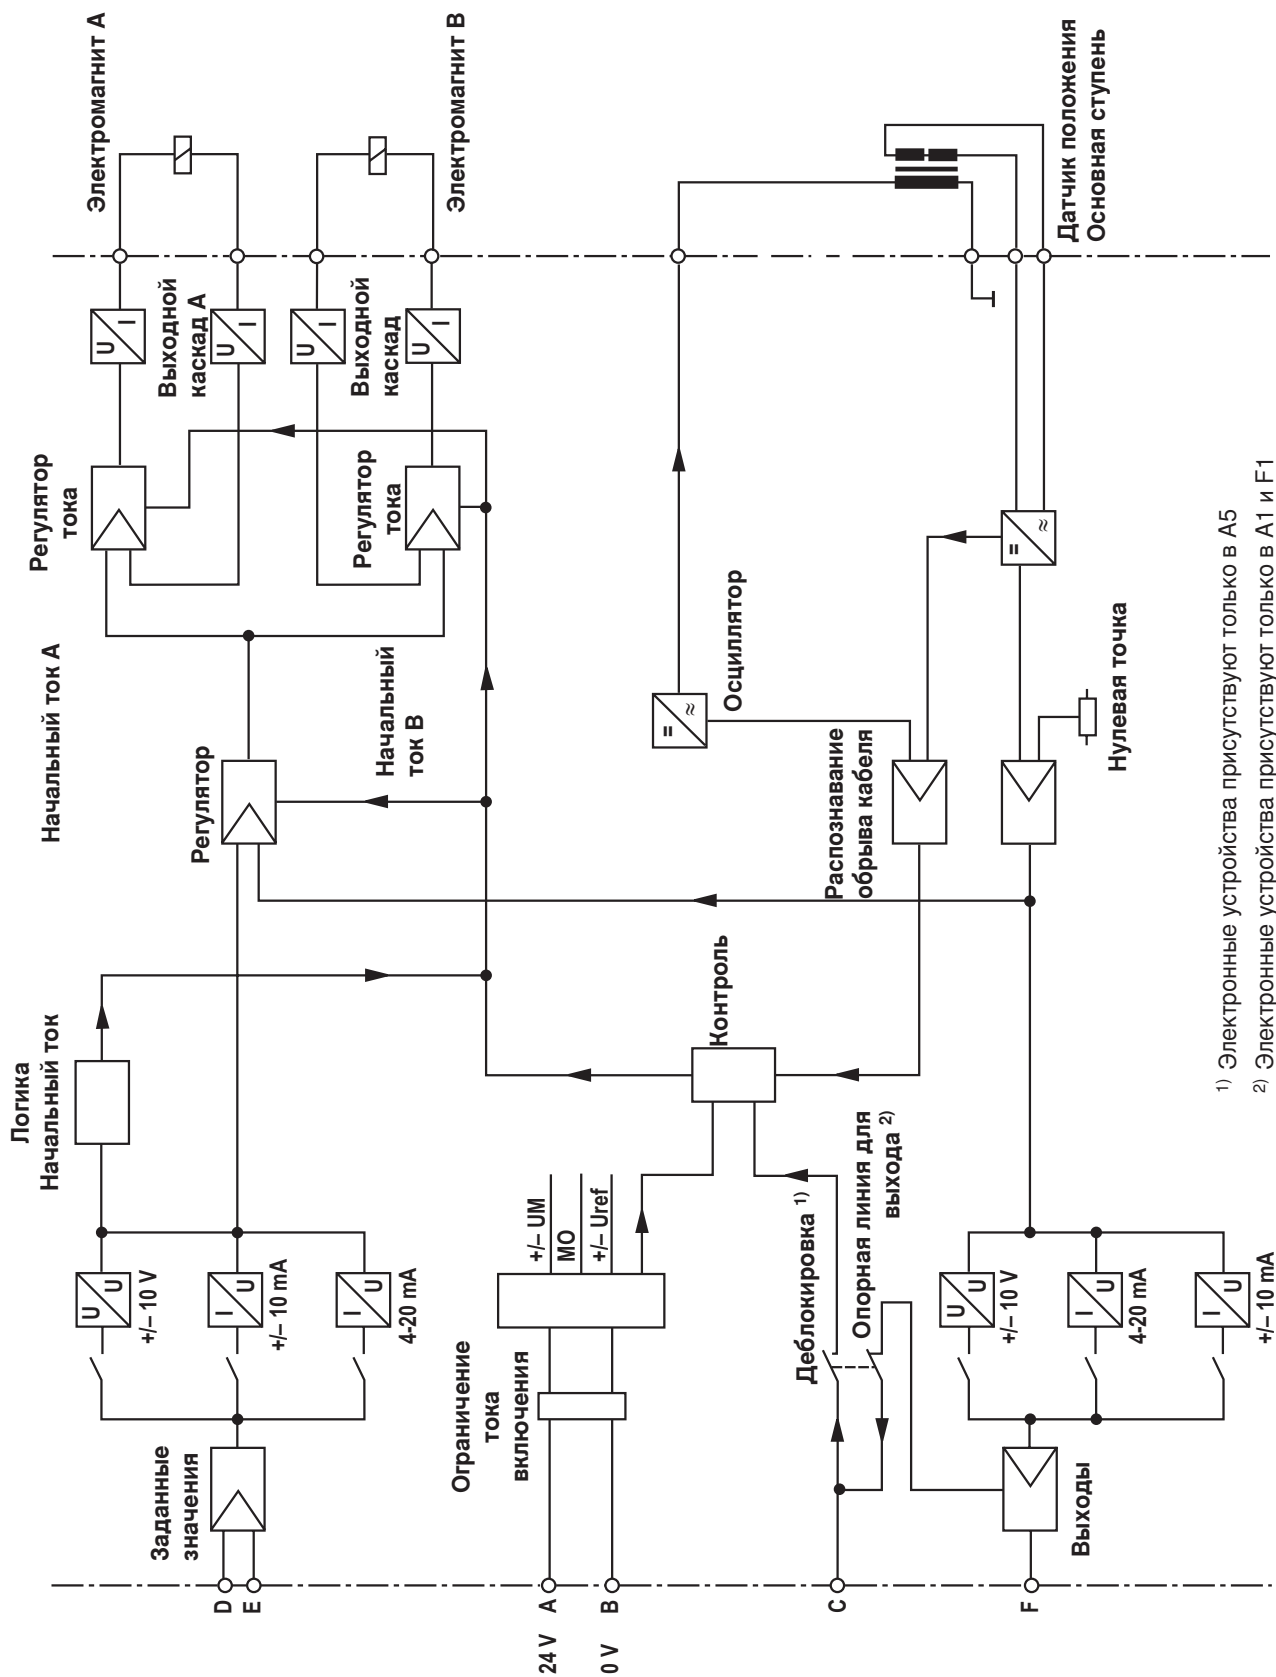 Электромагнит A
Электромагнит B
Датчик положения
Основная ступень
U
I
Выходной
каскад A
U
I
U
I
Выходной
каскад
U
I
Регулятор
тока
Регулятор
тока
Начальный ток A
Регулятор
Начальный
ток B
Осциллятор
=
≈
=
≈
Нулевая точка
Распознавание
обрыва кабеля
Логика
Начальный ток
Контроль
U
U
+/– 10 V
I
U
+/– 10 mA
I
U
4-20 mA
+/– UM
MO
+/– Uref
Деблокировка 1)
Опорная линия для
выхода 2)
U
U
+/– 10 V
I
U
4-20 mA
I
U
+/– 10 mA
Заданные
значения
Ограничение
тока
включения
Выходы
D
E
24 V A
0 V B
C
F
1) Электронные устройства присутствуют только в A5
2) Электронные устройства присутствуют только в A1 и F1